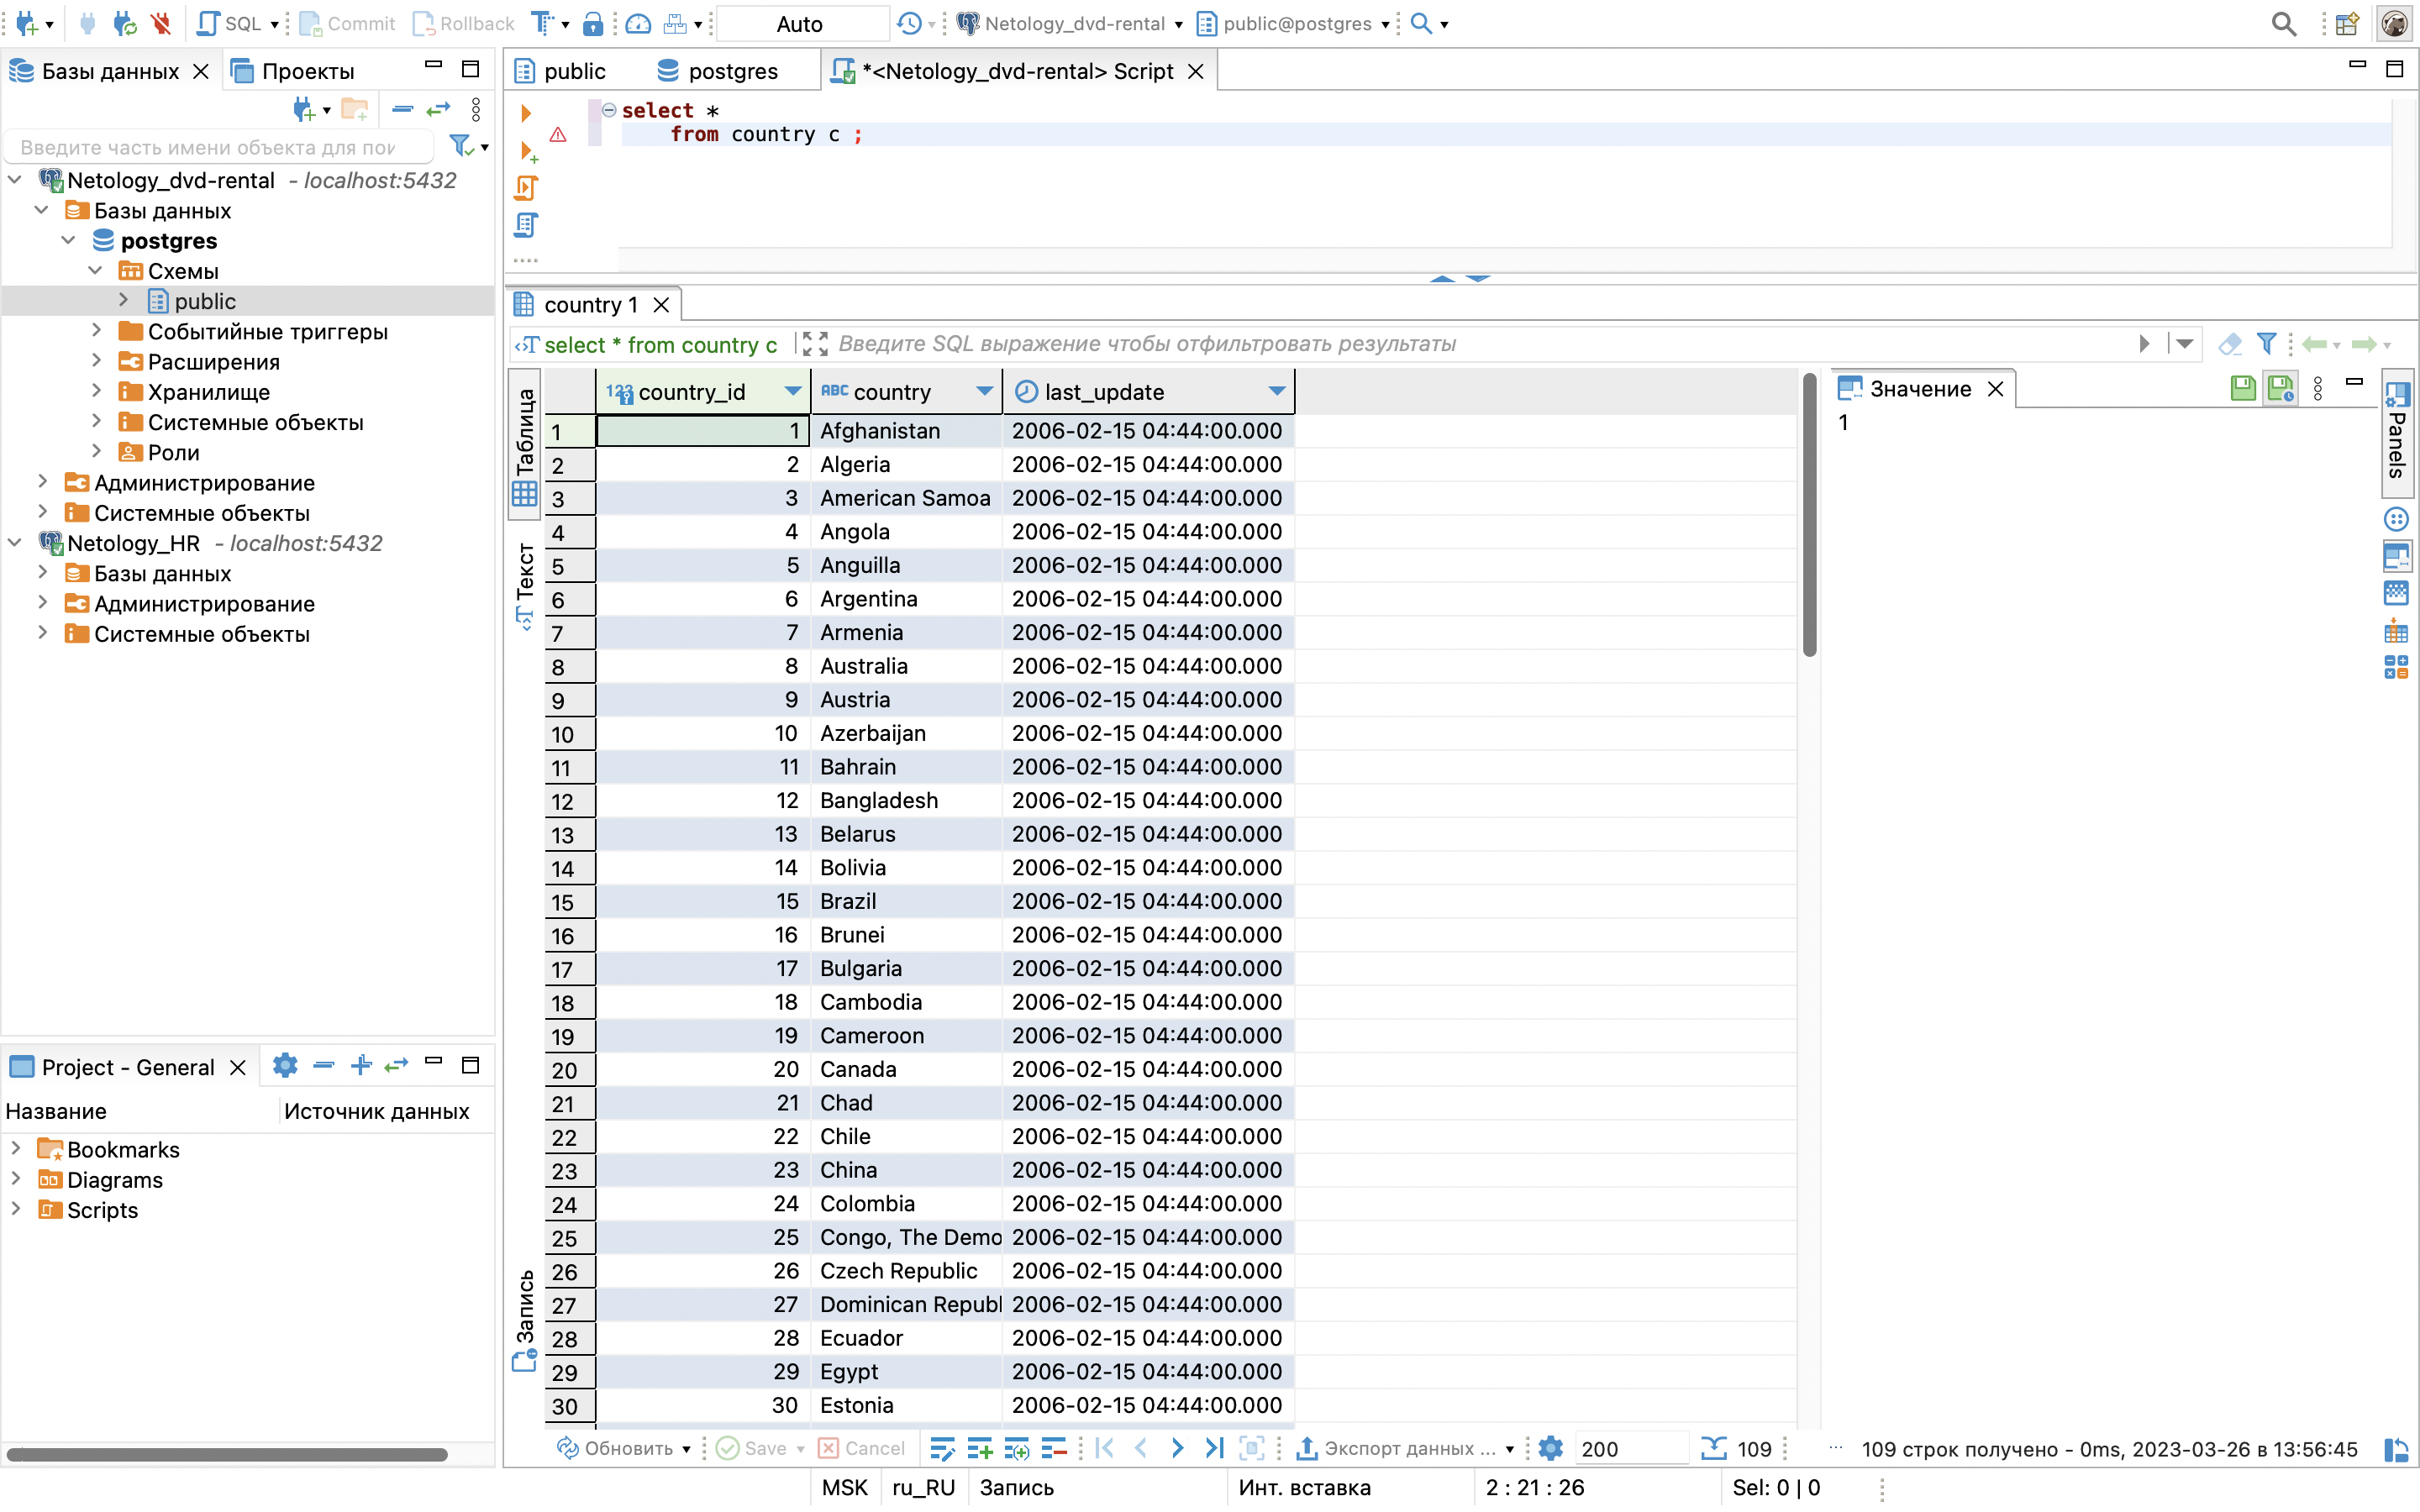 SQL Commit Rollback Auto Netology_dvd-rental public@postgres
Базы данных Проекты
public postgres *<Netology_dvd-rental> Script
Введите часть имени объекта для пои
Netology_dvd-rental - localhost:5432
Базы данных
postgres
Схемы
public
Событийные триггеры
Расширения
Хранилище
Системные объекты
Роли
Администрирование
Системные объекты
Netology_HR - localhost:5432
Базы данных
Администрирование
Системные объекты
Project - General
Название Источник данных
Bookmarks
Diagrams
Scripts
select *
from country c ;
country 1
select * from country c Введите SQL выражение чтобы отфильтровать результаты
Таблица
Текст
Запись
123 country_id ABC country last_update
1 1 Afghanistan 2006-02-15 04:44:00.000
2 2 Algeria 2006-02-15 04:44:00.000
3 3 American Samoa 2006-02-15 04:44:00.000
4 4 Angola 2006-02-15 04:44:00.000
5 5 Anguilla 2006-02-15 04:44:00.000
6 6 Argentina 2006-02-15 04:44:00.000
7 7 Armenia 2006-02-15 04:44:00.000
8 8 Australia 2006-02-15 04:44:00.000
9 9 Austria 2006-02-15 04:44:00.000
10 10 Azerbaijan 2006-02-15 04:44:00.000
11 11 Bahrain 2006-02-15 04:44:00.000
12 12 Bangladesh 2006-02-15 04:44:00.000
13 13 Belarus 2006-02-15 04:44:00.000
14 14 Bolivia 2006-02-15 04:44:00.000
15 15 Brazil 2006-02-15 04:44:00.000
16 16 Brunei 2006-02-15 04:44:00.000
17 17 Bulgaria 2006-02-15 04:44:00.000
18 18 Cambodia 2006-02-15 04:44:00.000
19 19 Cameroon 2006-02-15 04:44:00.000
20 20 Canada 2006-02-15 04:44:00.000
21 21 Chad 2006-02-15 04:44:00.000
22 22 Chile 2006-02-15 04:44:00.000
23 23 China 2006-02-15 04:44:00.000
24 24 Colombia 2006-02-15 04:44:00.000
25 25 Congo, The Demo 2006-02-15 04:44:00.000
26 26 Czech Republic 2006-02-15 04:44:00.000
27 27 Dominican Republ 2006-02-15 04:44:00.000
28 28 Ecuador 2006-02-15 04:44:00.000
29 29 Egypt 2006-02-15 04:44:00.000
30 30 Estonia 2006-02-15 04:44:00.000
Значение
1
Panels
Обновить Save Cancel Экспорт данных ... 200 109 ... 109 строк получено - 0ms, 2023-03-26 в 13:56:45
MSK ru_RU Запись Инт. вставка 2 : 21 : 26 Sel: 0 | 0